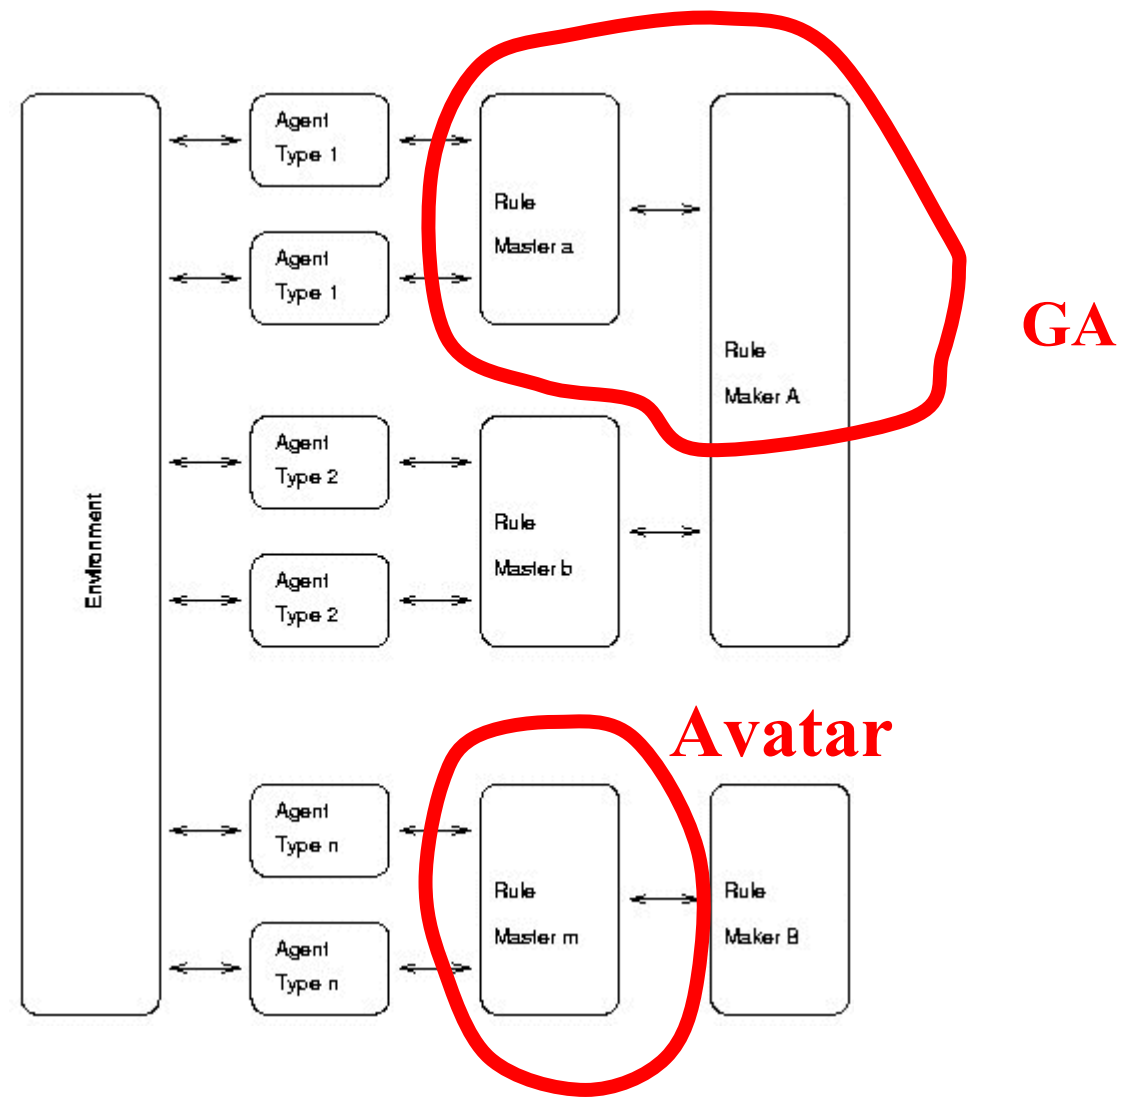 Agent
Type 1
Rule
Master a
Agent
Type 1
GA
Rule
Maker A
Agent
Type 2
Rule
Master b
Agent
Type 2
Environment
Avatar
Agent
Type n
Rule
Master m
Rule
Maker B
Agent
Type n